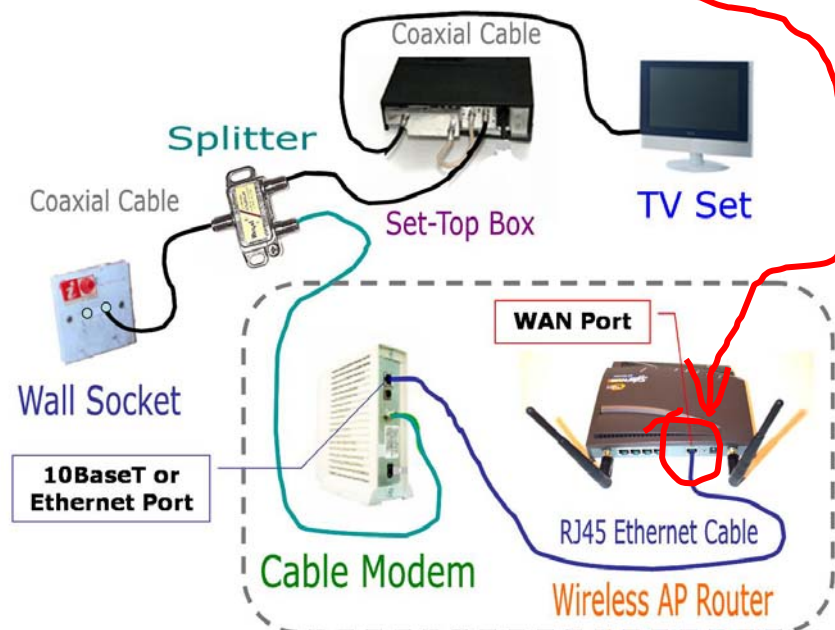 Coaxial Cable
Splitter
Coaxial Cable
Set-Top Box
TV Set
WAN Port
Wall Socket
10BaseT or
Ethernet Port
RJ45 Ethernet Cable
Cable Modem
Wireless AP Router